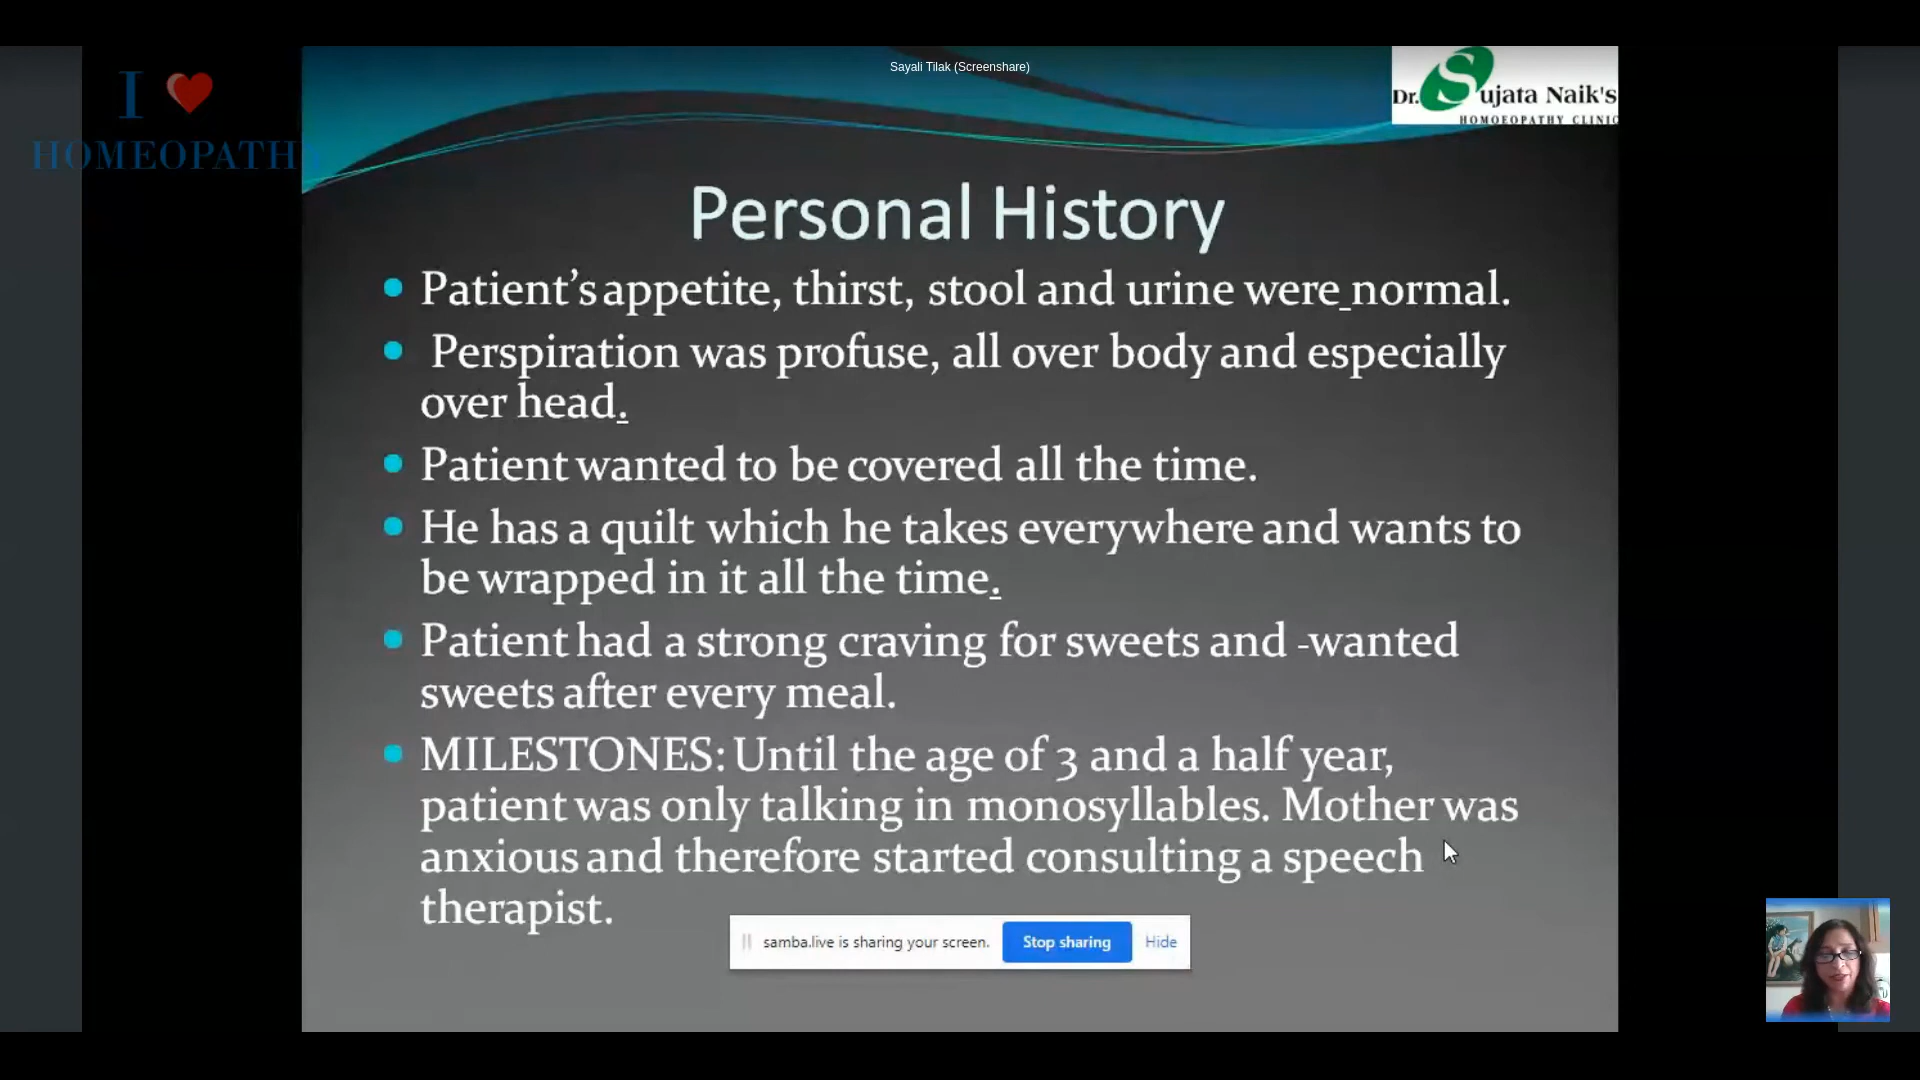 Sayali Tilak (Screenshare)
I
HOMEOPATHY
Dr. Sujata Naik's
HOMOEOPATHY CLINIC
Personal History
Patient’s appetite, thirst, stool and urine were normal.
Perspiration was profuse, all over body and especially
over head.
Patient wanted to be covered all the time.
He has a quilt which he takes everywhere and wants to
be wrapped in it all the time.
Patient had a strong craving for sweets and -wanted
sweets after every meal.
MILESTONES: Until the age of 3 and a half year,
patient was only talking in monosyllables. Mother was
anxious and therefore started consulting a speech
therapist.
samba.live is sharing your screen. Stop sharing Hide